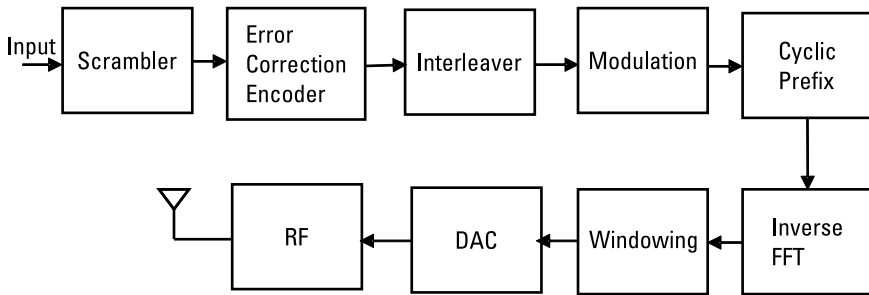 Input
Scrambler
Error
Correction
Encoder
Interleaver
Modulation
Cyclic
Prefix
RF
DAC
Windowing
Inverse
FFT